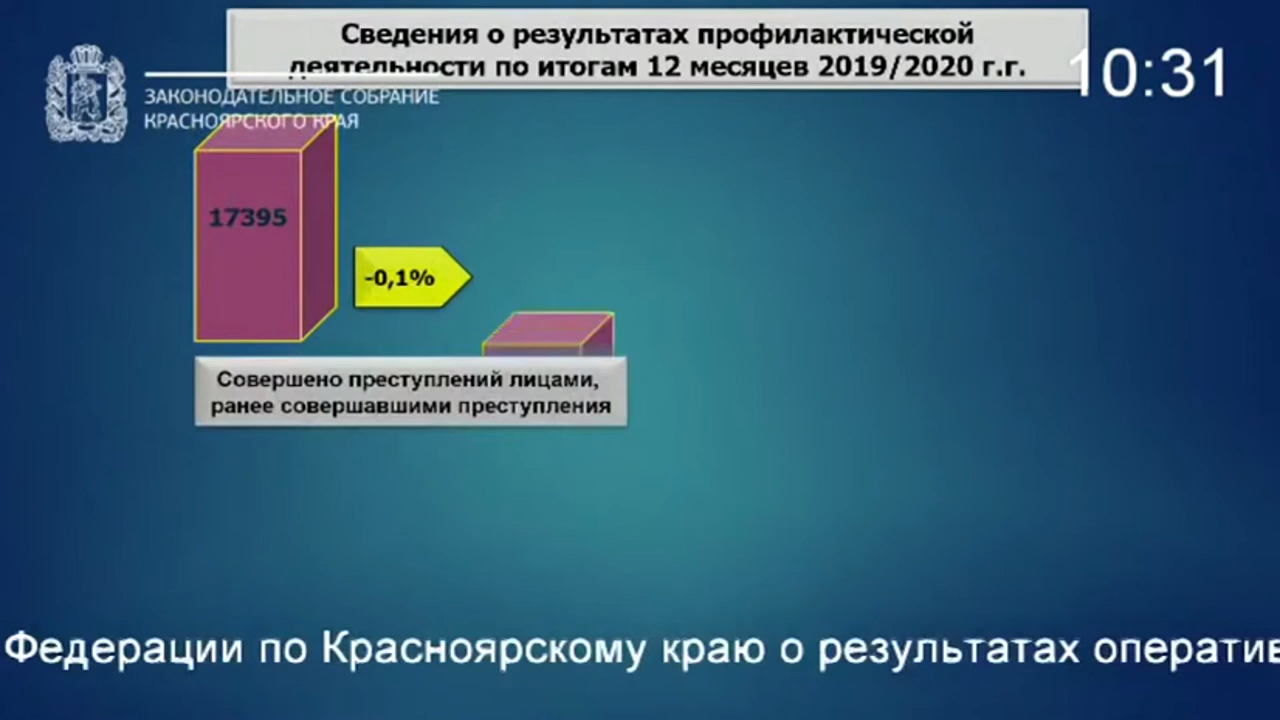 Сведения о результатах профилактической
деятельности по итогам 12 месяцев 2019/2020 г.г.
10:31
ЗАКОНОДАТЕЛЬНОЕ СОБРАНИЕ
КРАСНОЯРСКОГО КРАЯ
17395
-0,1%
Совершено преступлений лицами,
ранее совершавшими преступления
Федерации по Красноярскому краю о результатах оператив